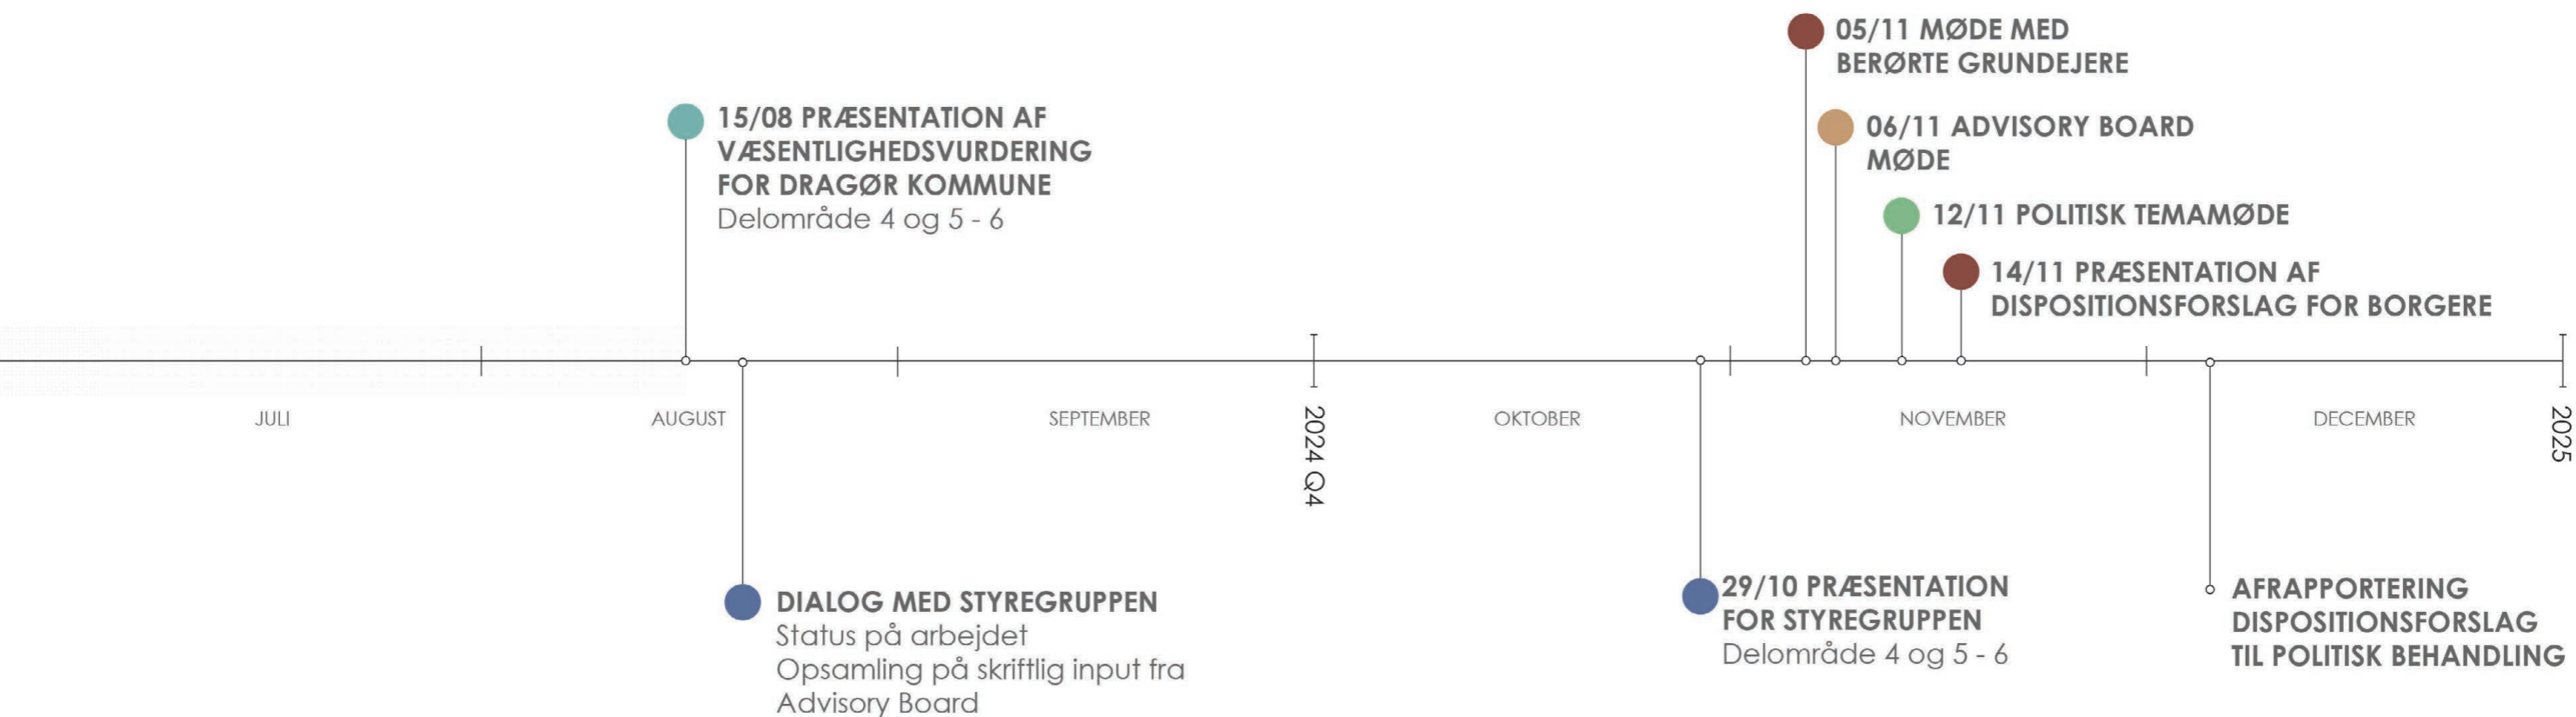 05/11 MØDE MED
BERØRTE GRUNDEJERE
15/08 PRÆSENTATION AF
VÆSENTLIGHEDSVURDERING
FOR DRAGØR KOMMUNE
Delområde 4 og 5 - 6
06/11 ADVISORY BOARD
MØDE
12/11 POLITISK TEMAMØDE
14/11 PRÆSENTATION AF
DISPOSITIONSFORSLAG FOR BORGERE
JULI
AUGUST
SEPTEMBER
2024 Q4
OKTOBER
NOVEMBER
DECEMBER
2025
DIALOG MED STYREGRUPPEN
Status på arbejdet
Opsamling på skriftlig input fra
Advisory Board
29/10 PRÆSENTATION
FOR STYREGRUPPEN
Delområde 4 og 5 - 6
AFRAPPORTERING
DISPOSITIONSFORSLAG
TIL POLITISK BEHANDLING